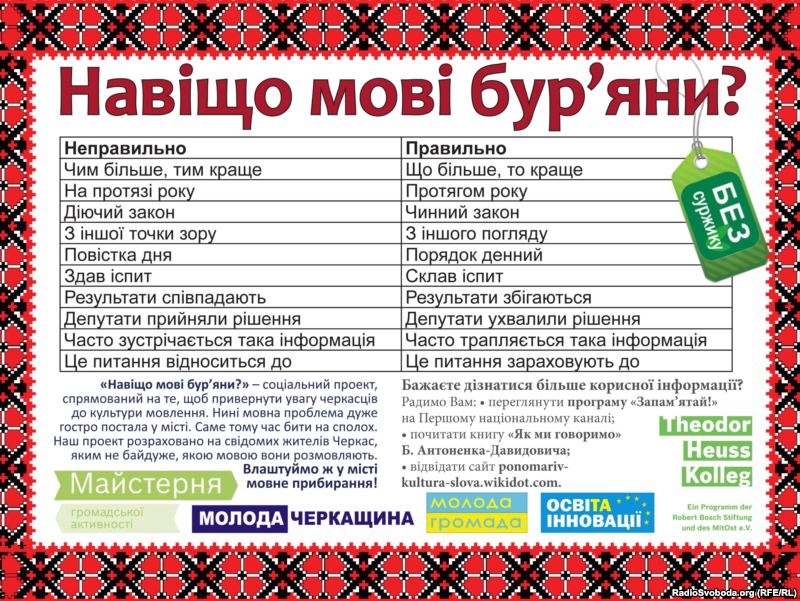 Навіщо мові бур’яни?
Неправильно Правильно
Чим більше, тим краще Що більше, то краще
На протязі року Протягом року
Діючий закон Чинний закон
З іншої точки зору З іншого погляду
Повістка дня Порядок денний
Здав іспит Склав іспит
Результати співпадають Результати збігаються
Депутати прийняли рішення Депутати ухвалили рішення
Часто зустрічається така інформація Часто трапляється така інформація
Це питання відноситься до Це питання зараховують до
БЕЗ
суржику
«Навіщо мові бур’яни?» – соціальний проект,
спрямований на те, щоб привернути увагу черкасців
до культури мовлення. Нині мовна проблема дуже
гостро постала у місті. Саме тому час бити на сполох.
Наш проект розраховано на свідомих жителів Черкас,
яким не байдуже, якою мовою вони розмовляють.
Влаштуймо ж у місті
мовне прибирання!
Бажаєте дізнатися більше корисної інформації?
Радимо Вам: • переглянути програму «Запам’ятай!»
на Першому національному каналі;
• почитати книгу «Як ми говоримо»
Б. Антоненка-Давидовича;
• відвідати сайт ponomariv-
kultura-slova.wikidot.com.
Theodor
Heuss
Kolleg
Ein Programm der
Robert Bosch Stiftung
und des MitOst e.V.
Майстерня
громадської
активності
МОЛОДА ЧЕРКАЩИНА
молода
громада
ОСВІТА
ІННОВАЦІЇ
RadioSvoboda.org (RFE/RL)